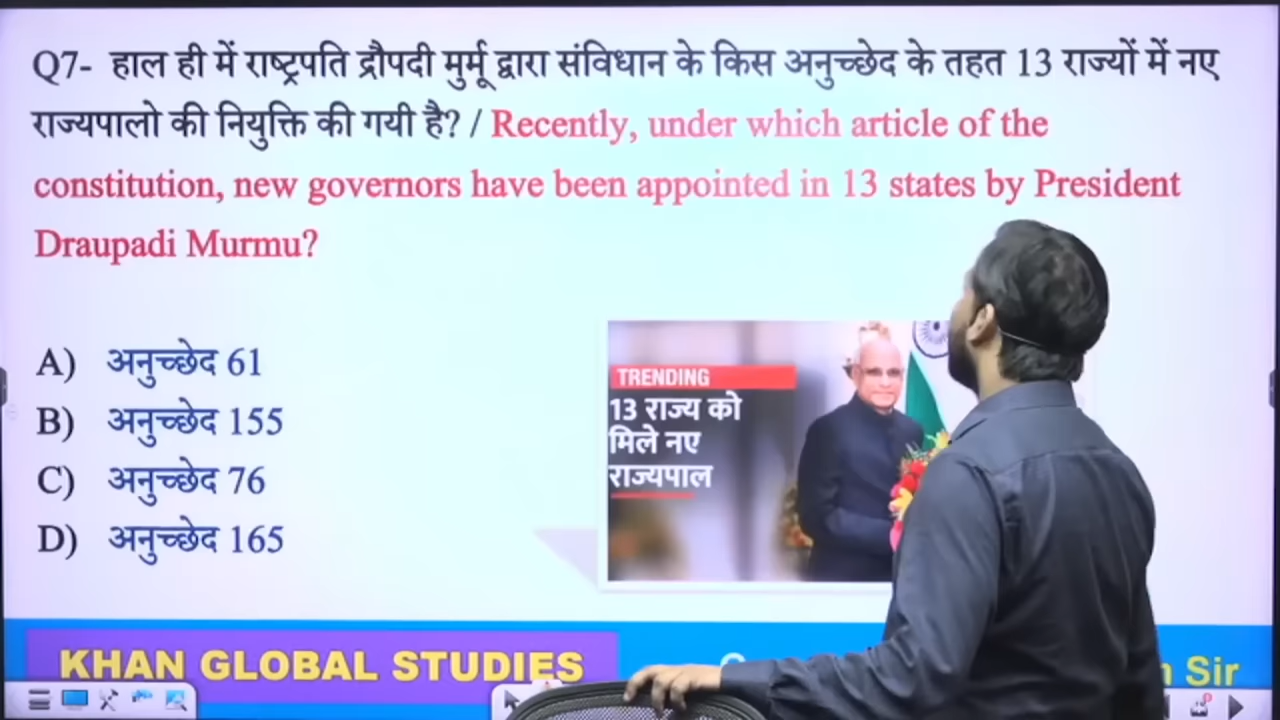 Q7- हाल ही में राष्ट्रपति द्रौपदी मुर्मू द्वारा संविधान के किस अनुच्छेद के तहत 13 राज्यों में नए
राज्यपालो की नियुक्ति की गयी है? / Recently, under which article of the
constitution, new governors have been appointed in 13 states by President
Draupadi Murmu?
A) अनुच्छेद 61
B) अनुच्छेद 155
C) अनुच्छेद 76
D) अनुच्छेद 165
TRENDING
13 राज्य को
मिले नए
राज्यपाल
KHAN GLOBAL STUDIES
Sir